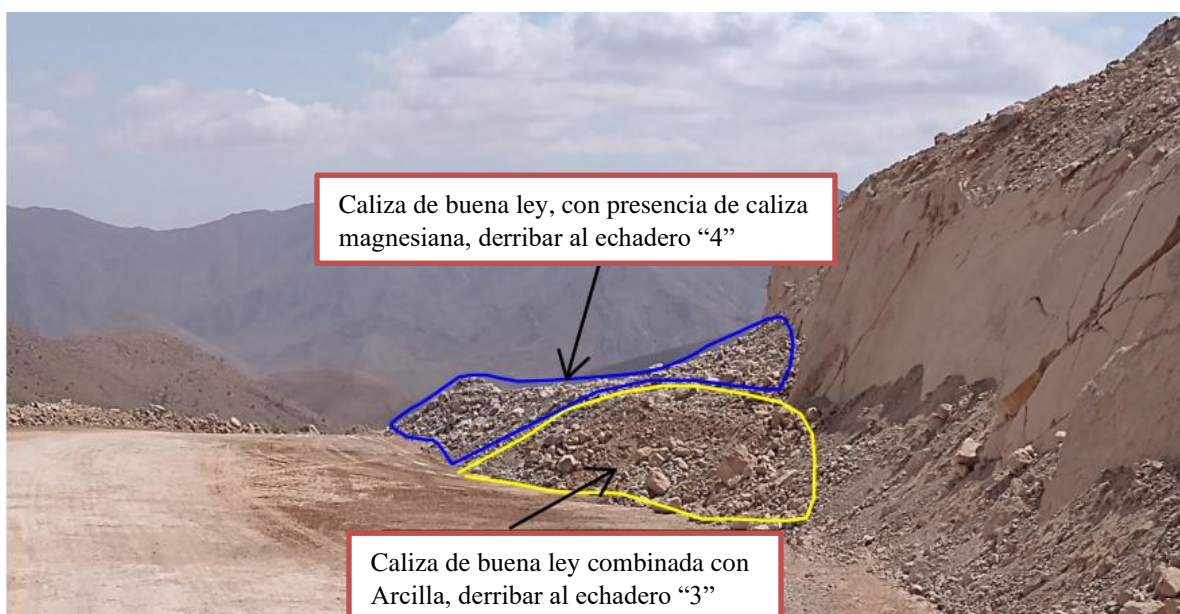 Caliza de buena ley, con presencia de caliza
magnesiana, derribar al echadero “4”
Caliza de buena ley combinada con
Arcilla, derribar al echadero “3”